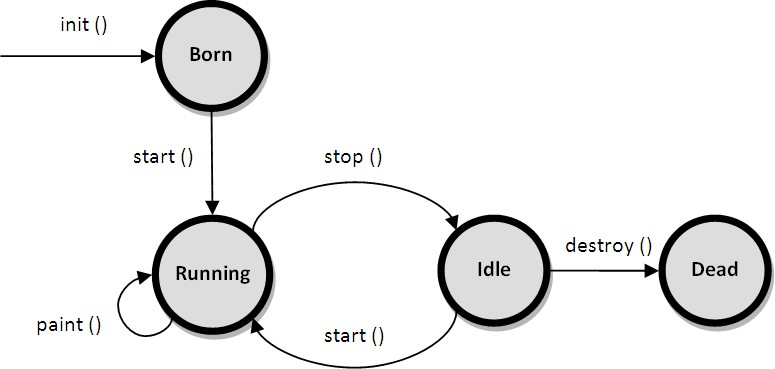 init ()
Born
start ()
stop ()
Running
Idle
destroy ()
Dead
paint ()
start ()